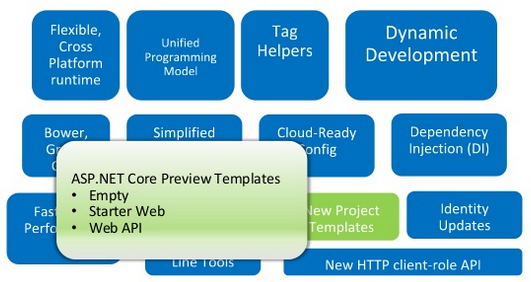 Flexible,
Cross
Platform
runtime
Unified
Programming
Model
Tag
Helpers
Dynamic
Development
Bower,
Simplified
Cloud-Ready
Config
Dependency
Injection (DI)
ASP.NET Core Preview Templates
• Empty
• Starter Web
• Web API
New Project
Templates
Identity
Updates
Line Tools
New HTTP client-role API